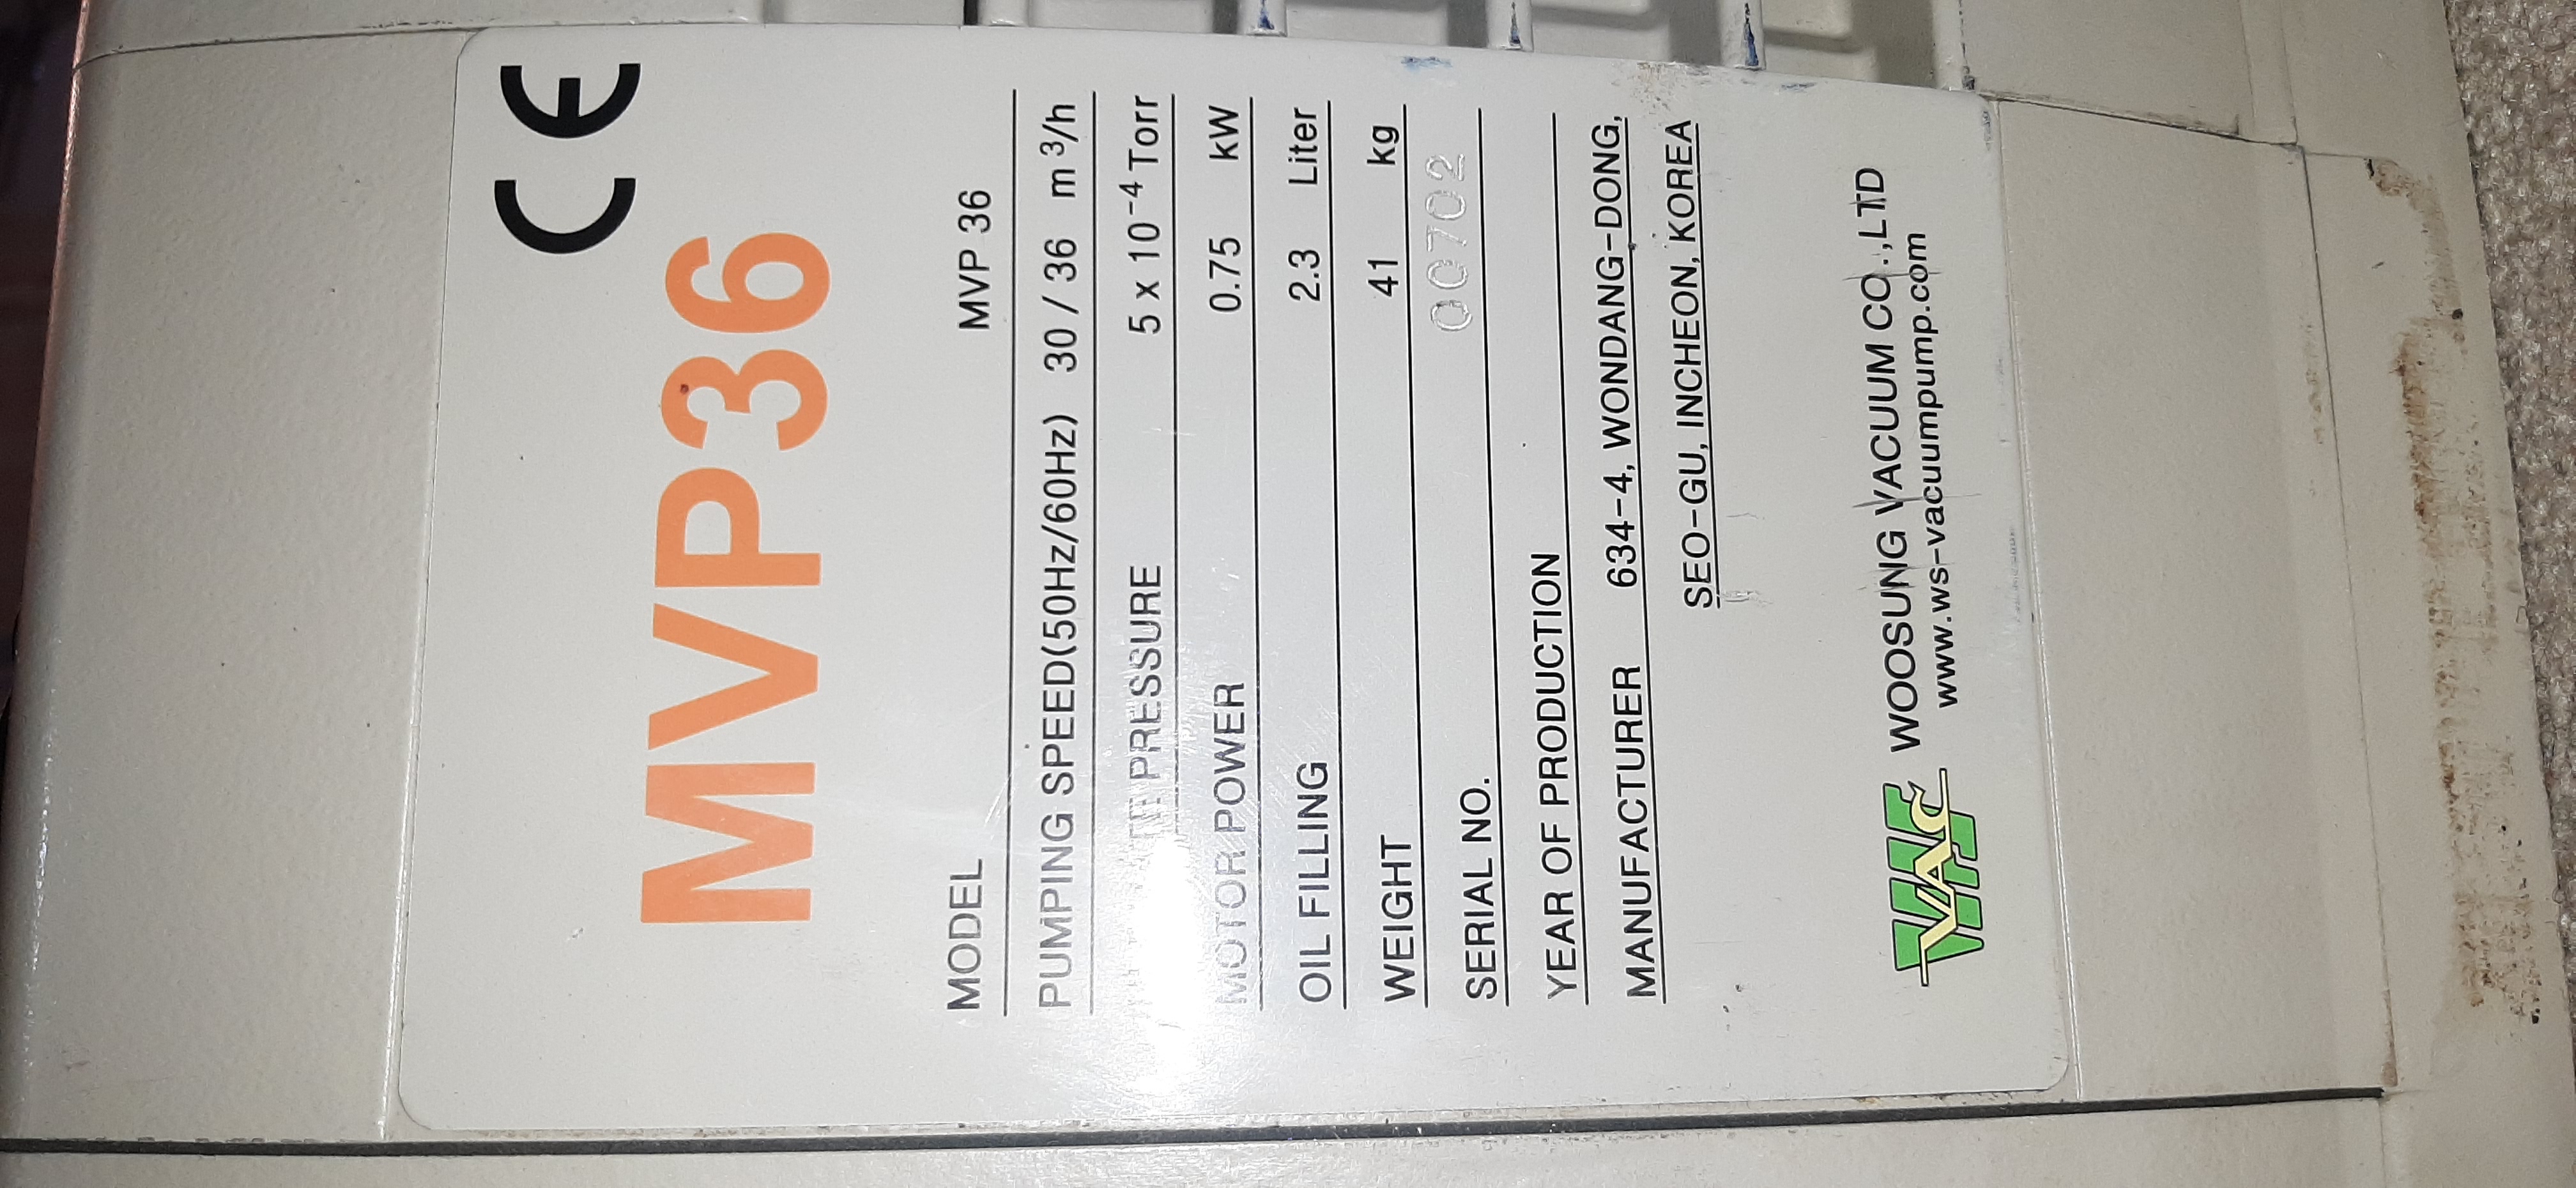 CE
MVP36
MODEL MVP 36
PUMPING SPEED(50Hz/60Hz) 30 / 36 m³/h
PRESSURE 5 x 10⁻⁴ Torr
MOTOR POWER 0.75 kW
OIL FILLING 2.3 Liter
WEIGHT 41 kg
SERIAL NO. 00702
YEAR OF PRODUCTION
MANUFACTURER 634-4, WONDANG-DONG,
SEO-GU, INCHEON, KOREA
VAC WOOSUNG VACUUM CO.,LTD
www.ws-vacuumpump.com